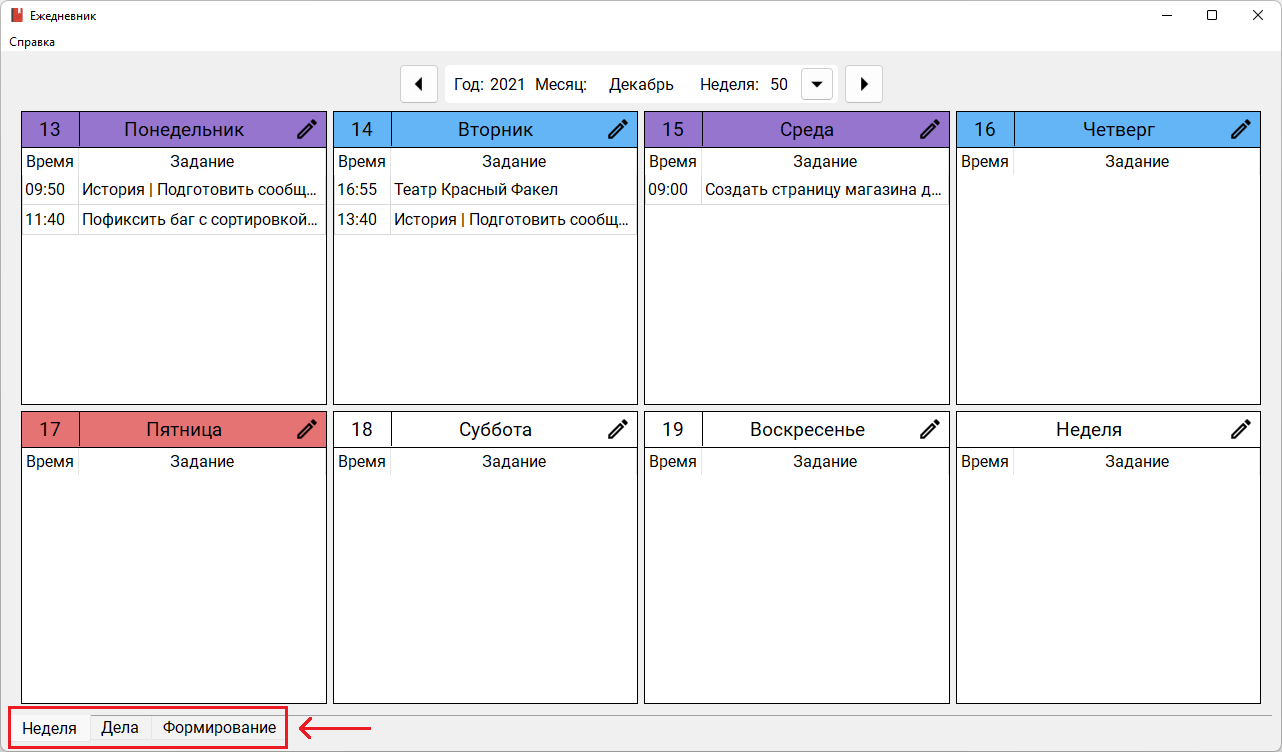 Ежедневник
Справка
Год: 2021 Месяц: Декабрь Неделя: 50
13 Понедельник
Время Задание
09:50 История | Подготовить сообщ...
11:40 Пофиксить баг с сортировкой...
14 Вторник
Время Задание
16:55 Театр Красный Факел
13:40 История | Подготовить сообщ...
15 Среда
Время Задание
09:00 Создать страницу магазина д...
16 Четверг
Время Задание
17 Пятница
Время Задание
18 Суббота
Время Задание
19 Воскресенье
Время Задание
Неделя
Время Задание
Неделя Дела Формирование